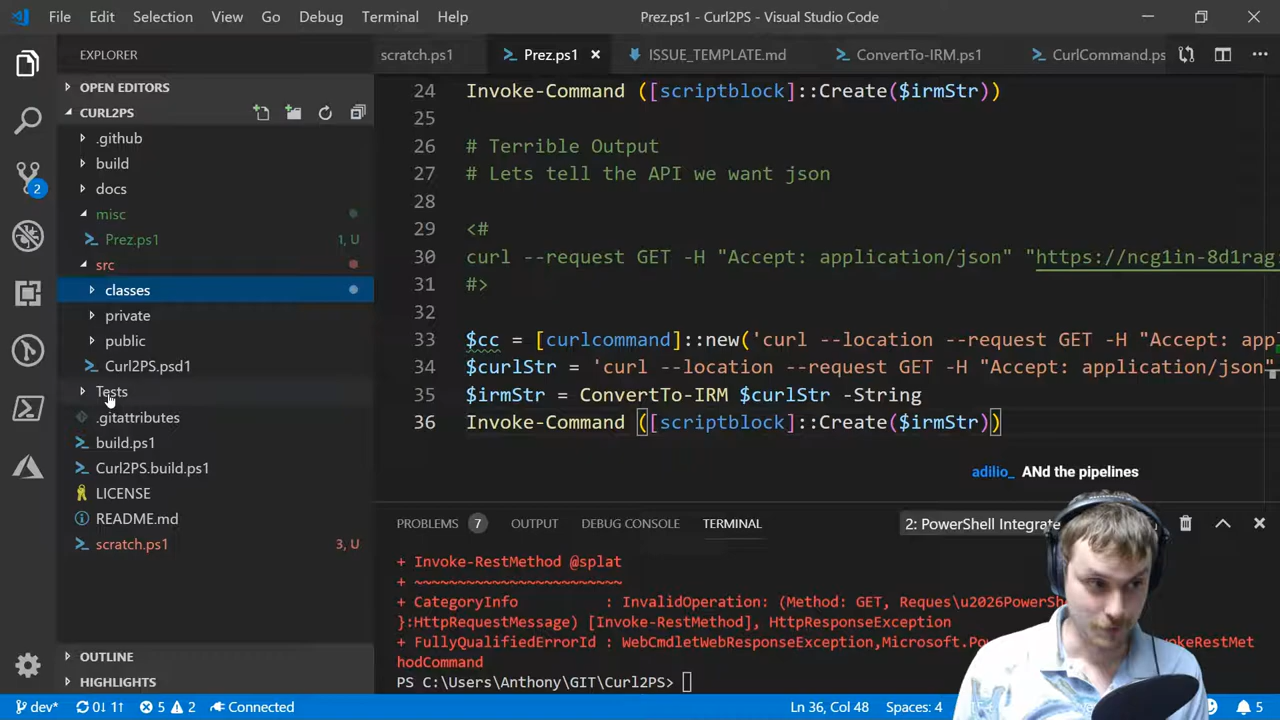 File Edit Selection View Go Debug Terminal Help
Prez.ps1 - Curl2PS - Visual Studio Code
EXPLORER
scratch.ps1
Prez.ps1
ISSUE_TEMPLATE.md
ConvertTo-IRM.ps1
CurlCommand.ps
OPEN EDITORS
CURL2PS
.github
build
docs
misc
Prez.ps1 1, U
src
classes
private
public
Curl2PS.psd1
Tests
.gitattributes
build.ps1
Curl2PS.build.ps1
LICENSE
README.md
scratch.ps1 3, U
OUTLINE
HIGHLIGHTS
2
24 Invoke-Command ([scriptblock]::Create($irmStr))
25
26 # Terrible Output
27 # Lets tell the API we want json
28
29 <#
30 curl --request GET -H "Accept: application/json" "https://ncg1in-8d1rag
31 #>
32
33 $cc = [curlcommand]::new('curl --location --request GET -H "Accept: app
34 $curlStr = 'curl --location --request GET -H "Accept: application/json"
35 $irmStr = ConvertTo-IRM $curlStr -String
36 Invoke-Command ([scriptblock]::Create($irmStr))
adilio_ ANd the pipelines
PROBLEMS 7 OUTPUT DEBUG CONSOLE TERMINAL
2: PowerShell Integrate
+ Invoke-RestMethod @splat
+ ~~~~~~~~~~~~~~~~~~~~~~~~
+ CategoryInfo : InvalidOperation: (Method: GET, Reques\u2026PowerSh
}:HttpRequestMessage) [Invoke-RestMethod], HttpResponseException
+ FullyQualifiedErrorId : WebCmdletWebResponseException,Microsoft.Po
vokeRestMet
hodCommand
PS C:\Users\Anthony\GIT\Curl2PS>
dev* 0↓ 1↑ 5 2 Connected
Ln 36, Col 48 Spaces: 4
5